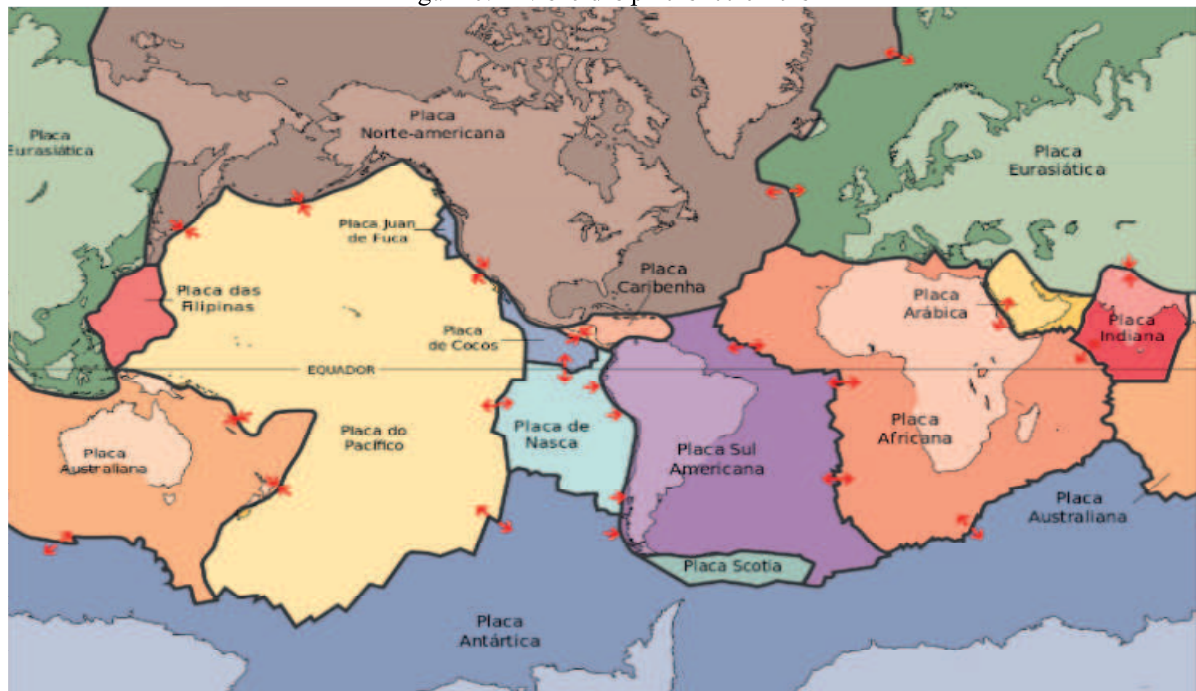 Placa
Norte-americana
Placa
Eurasiática
Placa
Eurasiática
Placa Juan
de Fuca
Placa
Caribenha
Placa das
Filipinas
Placa
Arábica
Placa
de Cocos
Placa
Indiana
EQUADOR
Placa do
Pacífico
Placa de
Nasca
Placa
Africana
Placa
Australiana
Placa Sul
Americana
Placa
Australiana
Placa Scotia
Placa
Antártica